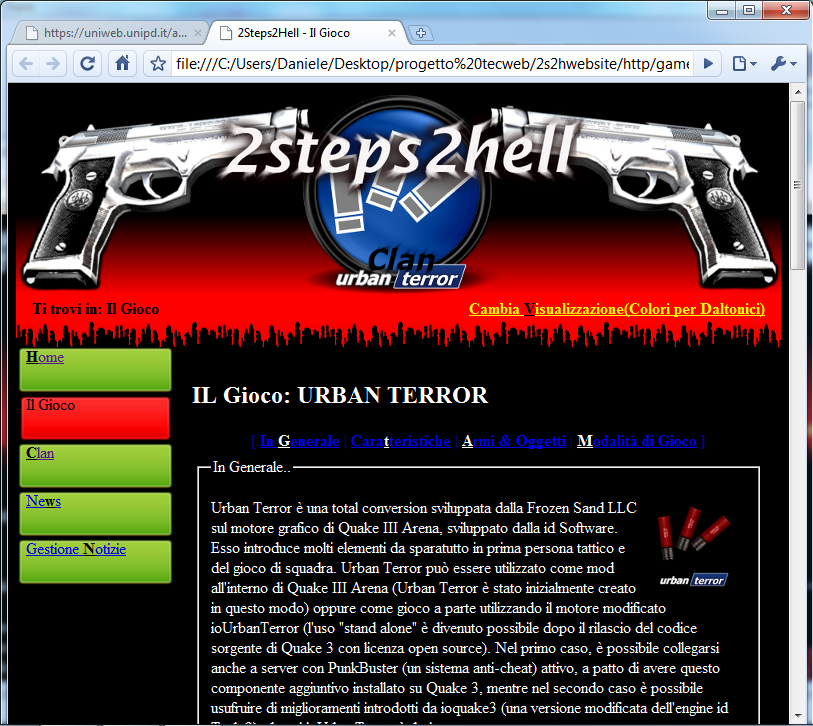 https://uniweb.unipd.it/a...
2Steps2Hell - Il Gioco
file:///C:/Users/Daniele/Desktop/progetto%20tecweb/2s2hwebsite/http/game
2steps2hell
Clan
urban terror
Ti trovi in: Il Gioco
Cambia Visualizzazione(Colori per Daltonici)
Home
Il Gioco
Clan
News
Gestione Notizie
IL Gioco: URBAN TERROR
[ In Generale | Caratteristiche | Armi & Oggetti | Modalità di Gioco ]
In Generale..
Urban Terror è una total conversion sviluppata dalla Frozen Sand LLC
sul motore grafico di Quake III Arena, sviluppato dalla id Software.
Esso introduce molti elementi da sparatutto in prima persona tattico e
del gioco di squadra. Urban Terror può essere utilizzato come mod
all'interno di Quake III Arena (Urban Terror è stato inizialmente creato
in questo modo) oppure come gioco a parte utilizzando il motore modificato
ioUrbanTerror (l'uso "stand alone" è divenuto possibile dopo il rilascio del codice
sorgente di Quake 3 con licenza open source). Nel primo caso, è possibile collegarsi
anche a server con PunkBuster (un sistema anti-cheat) attivo, a patto di avere questo
componente aggiuntivo installato su Quake 3, mentre nel secondo caso è possibile
usufruire di miglioramenti introdotti da ioquake3 (una versione modificata dell'engine id
urban terror